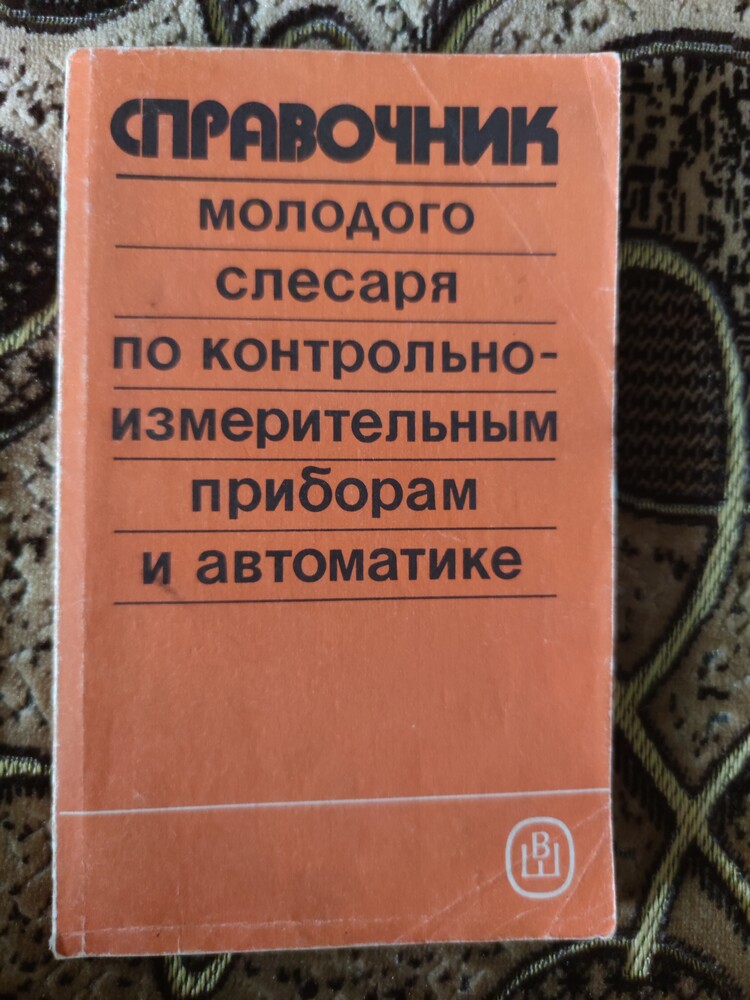 СПРАВОЧНИК
молодого
слесаря
по контрольно-
измерительным
приборам
и автоматике
ВШ